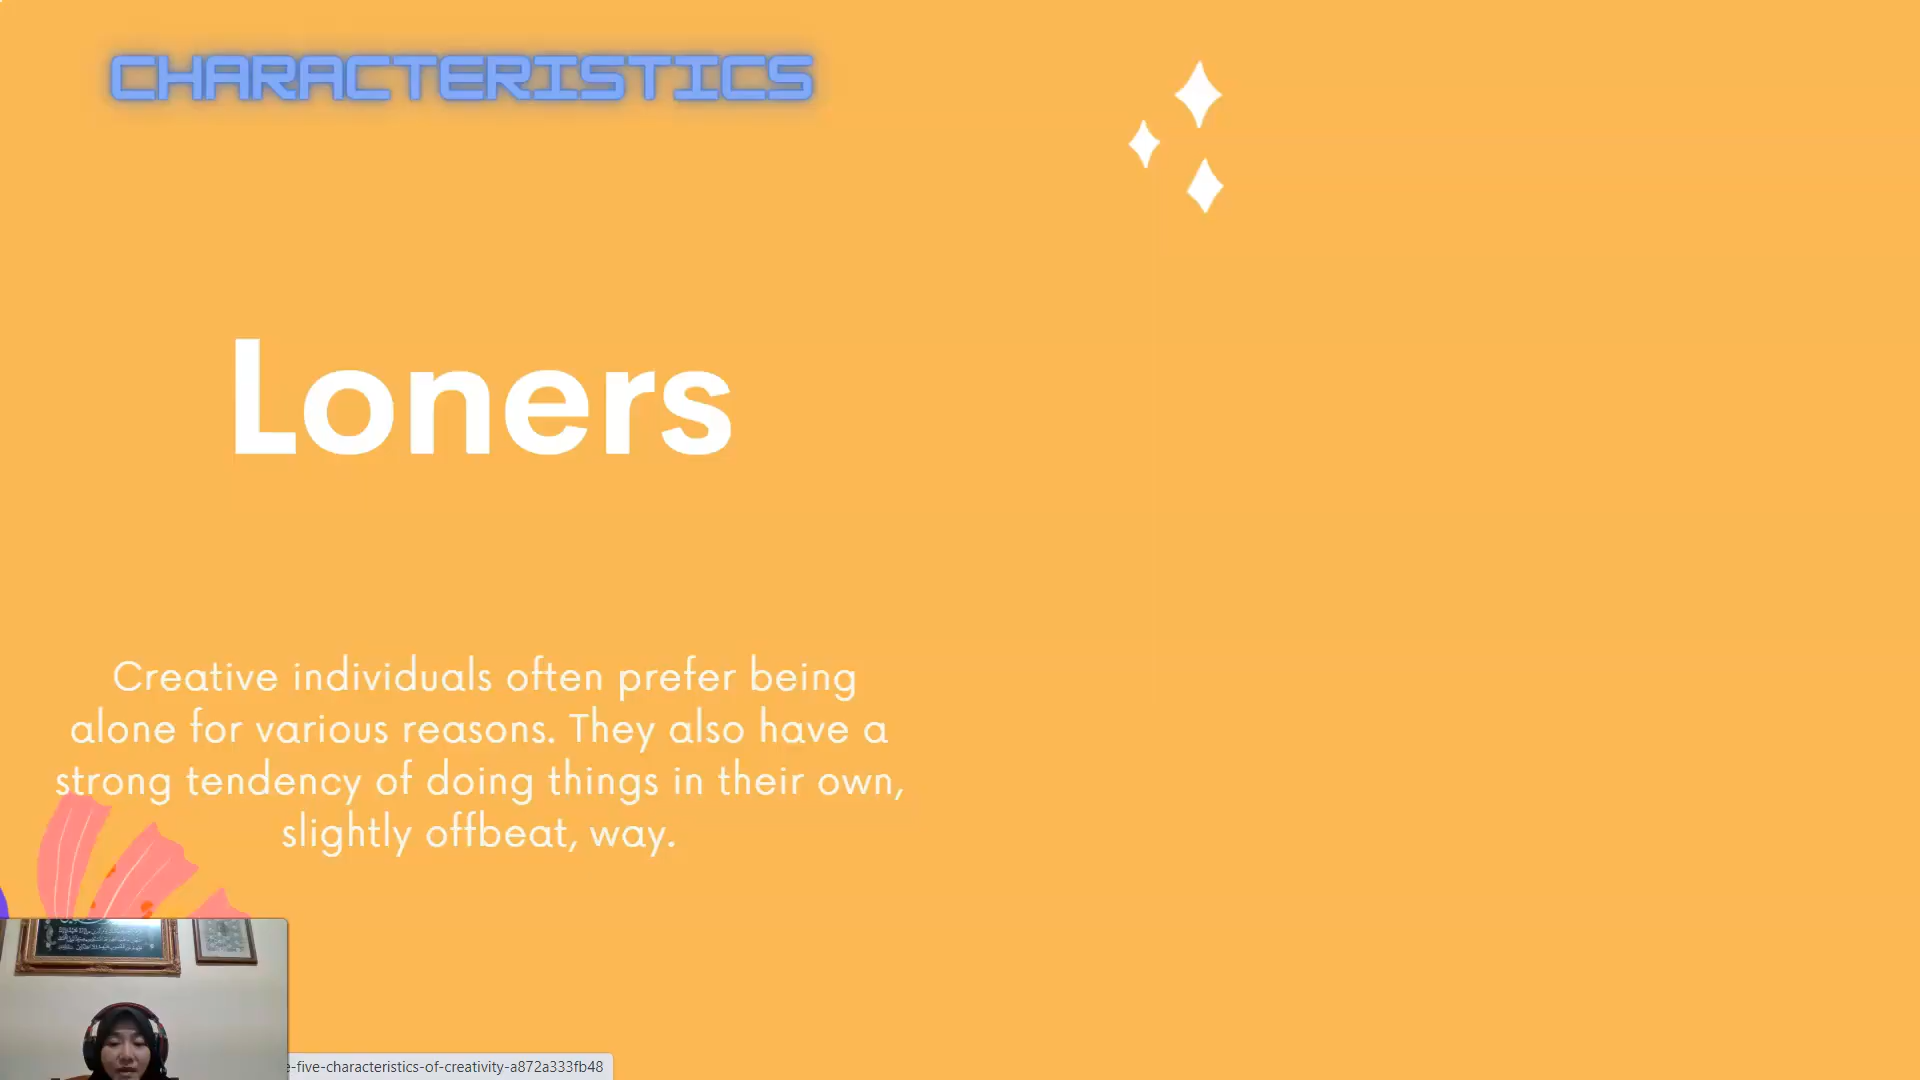 CHARACTERISTICS
Loners
Creative individuals often prefer being
alone for various reasons. They also have a
strong tendency of doing things in their own,
slightly offbeat, way.
-five-characteristics-of-creativity-a872a333fb48